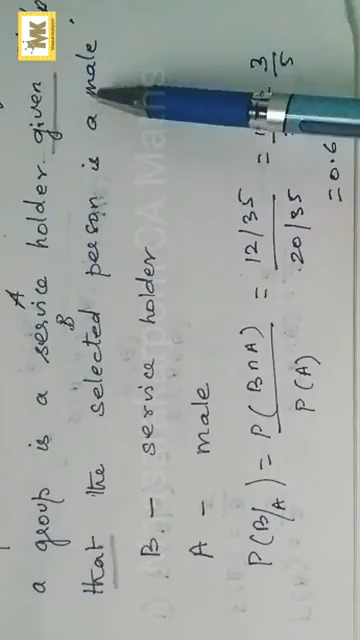 a group is a service holder given
that the selected person is a male
A
B
B - service holder
A - male
P(B/A) = P(B∩A) / P(A) = 12/35 / 20/35 = 3/5
= 0.6
MK